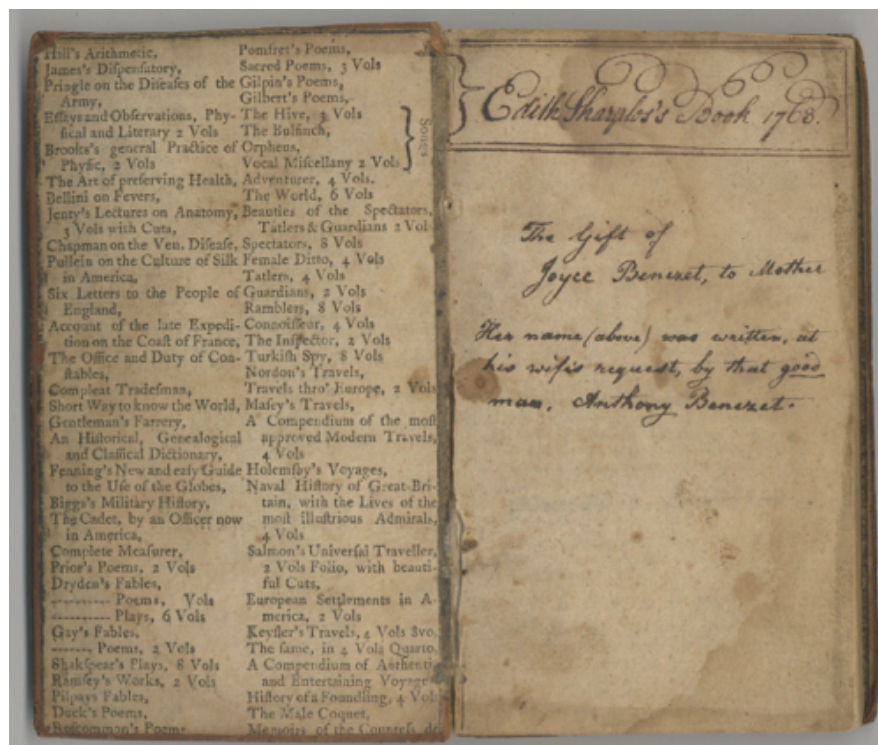 Hill's Arithmetic,
James's Dispensatory,
Pringle on the Diseases of the
Army,
Essays and Observations, Phy-
sical and Literary 2 Vols
Brooks's general Practice of
Physic, 2 Vols
The Art of preserving Health,
Bellini on Fevers,
Jenty's Lectures on Anatomy,
3 Vols with Cuts,
Chapman on the Ven. Disease,
Pullein on the Culture of Silk
in America,
Six Letters to the People of
England,
Account of the late Expedi-
tion on the Coast of France,
The Office and Duty of Con-
stables,
Compleat Tradesman,
Short Way to know the World,
Gentleman's Farrery,
An Historical, Genealogical
and Classical Dictionary,
Fenning's New and easy Guide
to the Use of the Globes,
Biggs's Military History,
The Cadet, by an Officer now
in America,
Complete Measurer,
Prior's Poems, 2 Vols
Dryden's Fables,
---------- Poems, Vols
---------- Plays, 6 Vols
Gay's Fables,
-------, Poems, 2 Vols
Shakspear's Plays, 8 Vols
Ramsey's Works, 2 Vols
Pilpays Fables,
Duck's Poems,
Roscommon's Poems
Pomfret's Poems,
Sacred Poems, 3 Vols
Gilpin's Poems,
Gilbert's Poems,
The Hive, 3 Vols
The Bulfinch,
Orpheus,
Vocal Miscellany 2 Vols
Songs
Adventurer, 4 Vols.
The World, 6 Vols
Beauties of the Spectators,
Tatlers & Guardians 2 Vol
Spectators, 8 Vols
Female Ditto, 4 Vols
Tatlers, 4 Vols
Guardians, 2 Vols
Ramblers, 8 Vols
Connoisseur, 4 Vols
The Inspector, 2 Vols
Turkish Spy, 8 Vols
Nordon's Travels,
Travels thro' Europe, 2 Vols
Masey's Travels,
A Compendium of the most
approved Modern Travels,
4 Vols
Holemsby's Voyages,
Naval History of Great-Bri-
tain, with the Lives of the
most illustrious Admirals,
4 Vols
Salmon's Universal Traveller,
2 Vols Folio, with beauti-
ful Cuts,
European Settlements in A-
merica, 2 Vols
Keysler's Travels, 4 Vols 8vo.
The same, in 4 Vols Quarto.
A Compendium of Authenti
and Entertaining Voyage
History of a Foundling, 4 Vol
The Male Coquet,
Memoirs of the Countess de
Edith Sharples's Book 1768.
The Gift of
Joyce Benezet, to Mother
Her name (above) was written, at
his wife's request, by that good
man, Anthony Benezet.